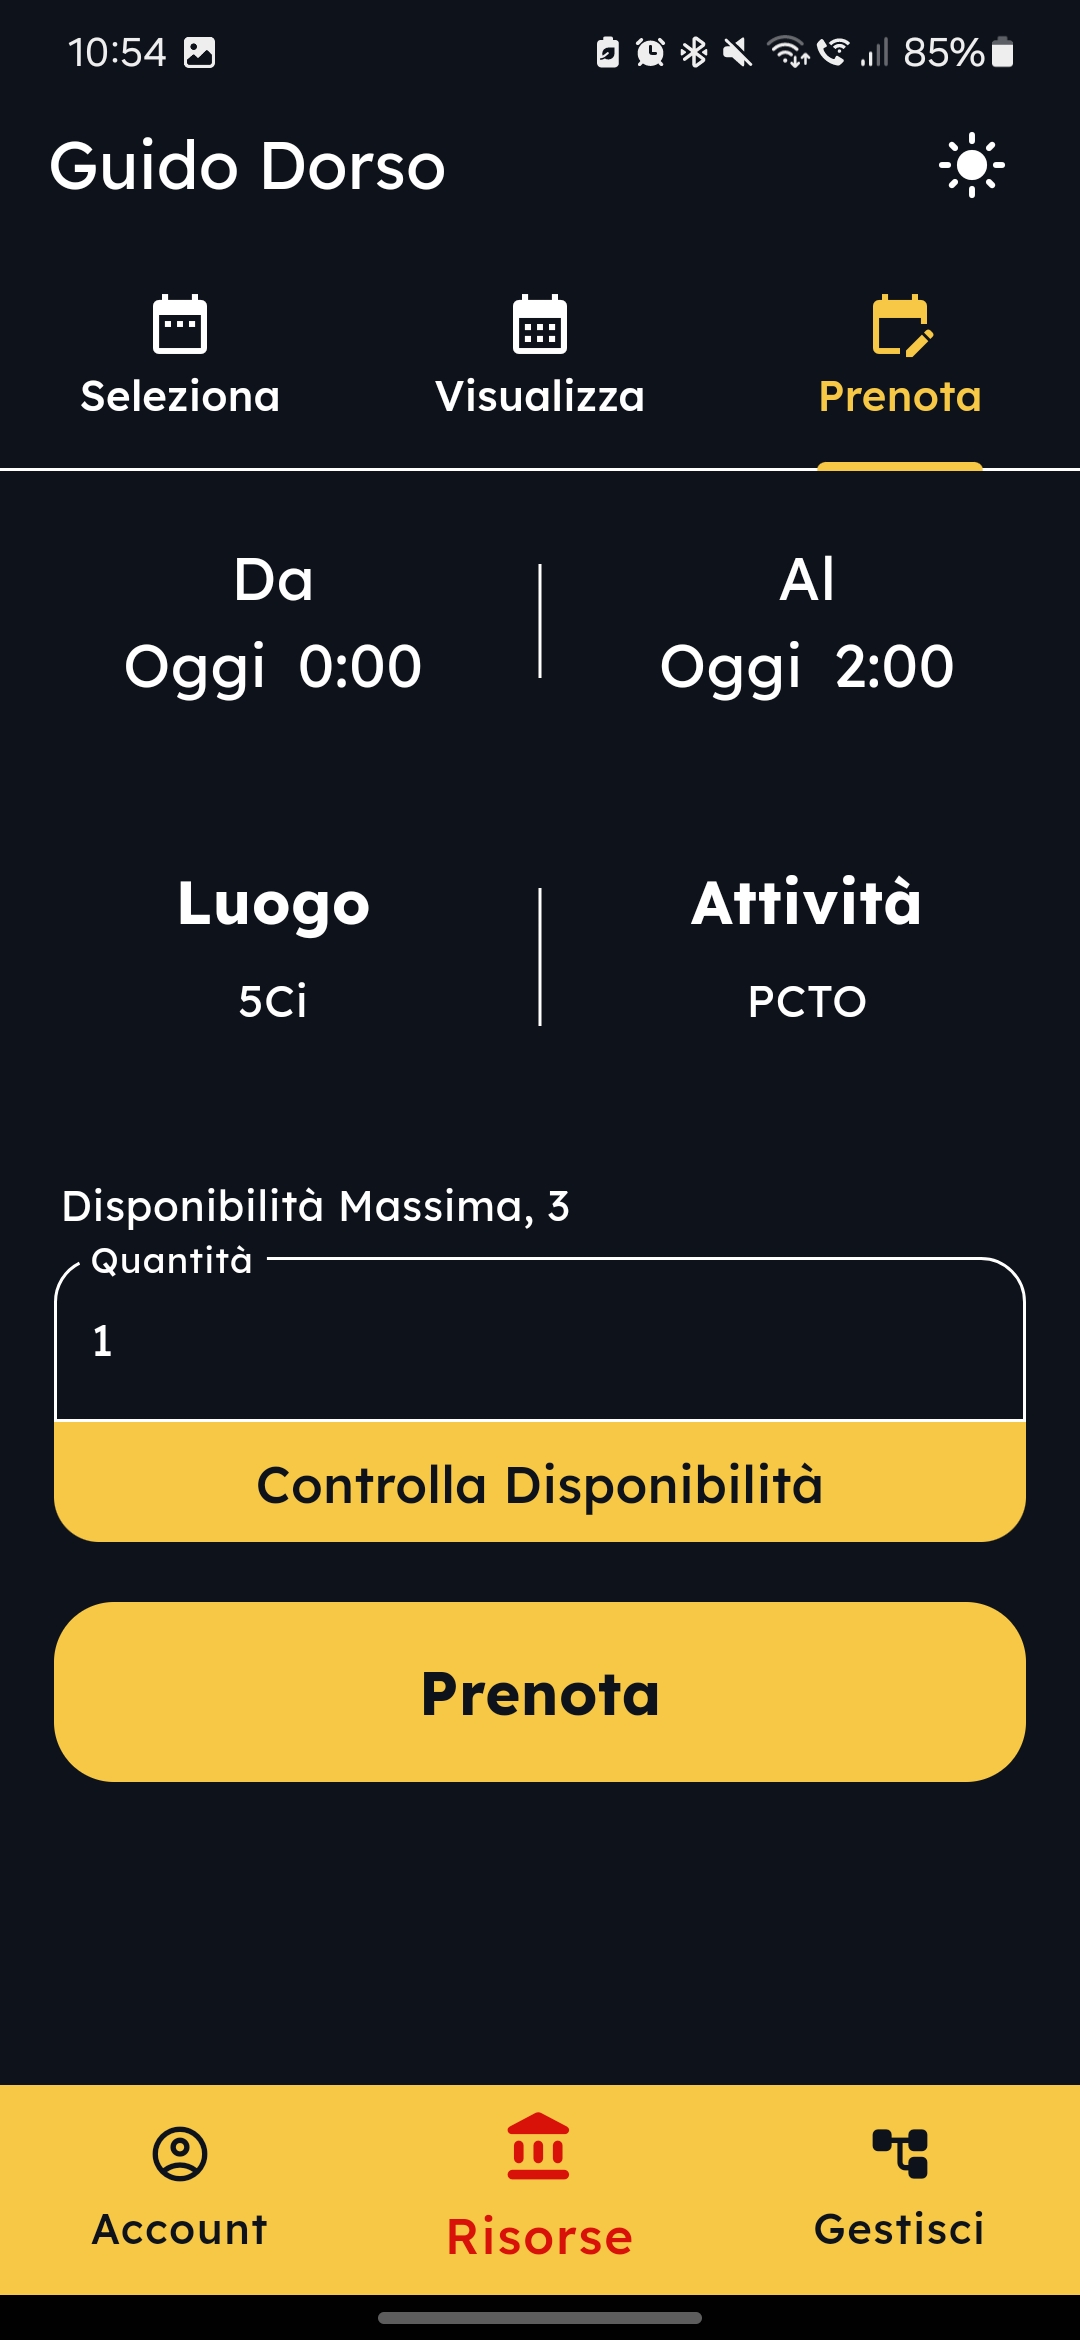 10:54 85%
Guido Dorso
Seleziona Visualizza Prenota
Da Al
Oggi 0:00 Oggi 2:00
Luogo Attività
5Ci PCTO
Disponibilità Massima, 3
Quantità
1
Controlla Disponibilità
Prenota
Account Risorse Gestisci